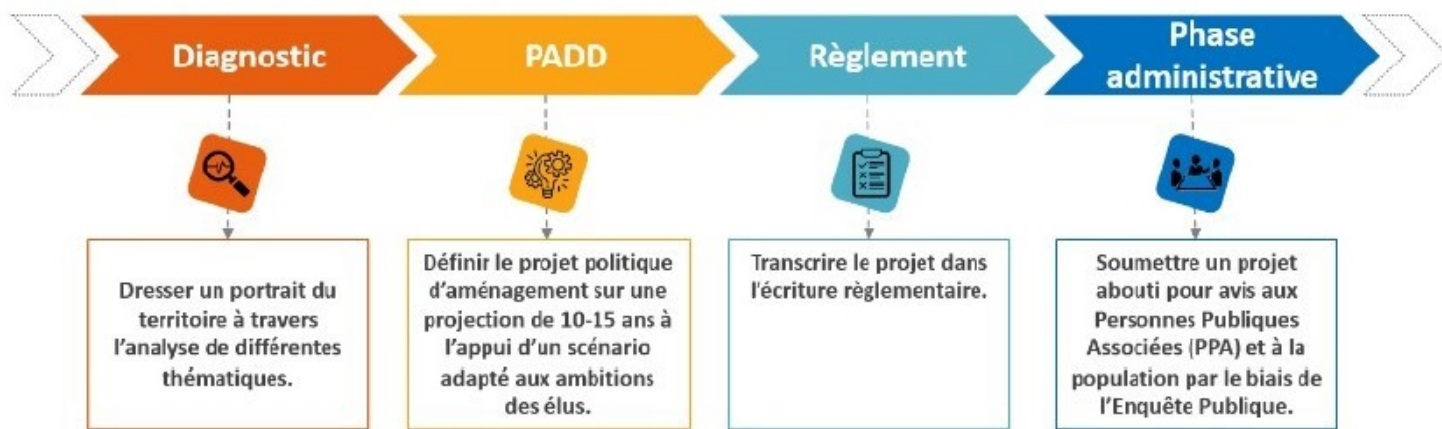 Diagnostic
PADD
Règlement
Phase
administrative
Dresser un portrait du
territoire à travers
l'analyse de différentes
thématiques.
Définir le projet politique
d'aménagement sur une
projection de 10-15 ans à
l'appui d'un scénario
adapté aux ambitions
des élus.
Transcrire le projet dans
l'écriture règlementaire.
Soumettre un projet
abouti pour avis aux
Personnes Publiques
Associées (PPA) et à la
population par le biais de
l'Enquête Publique.